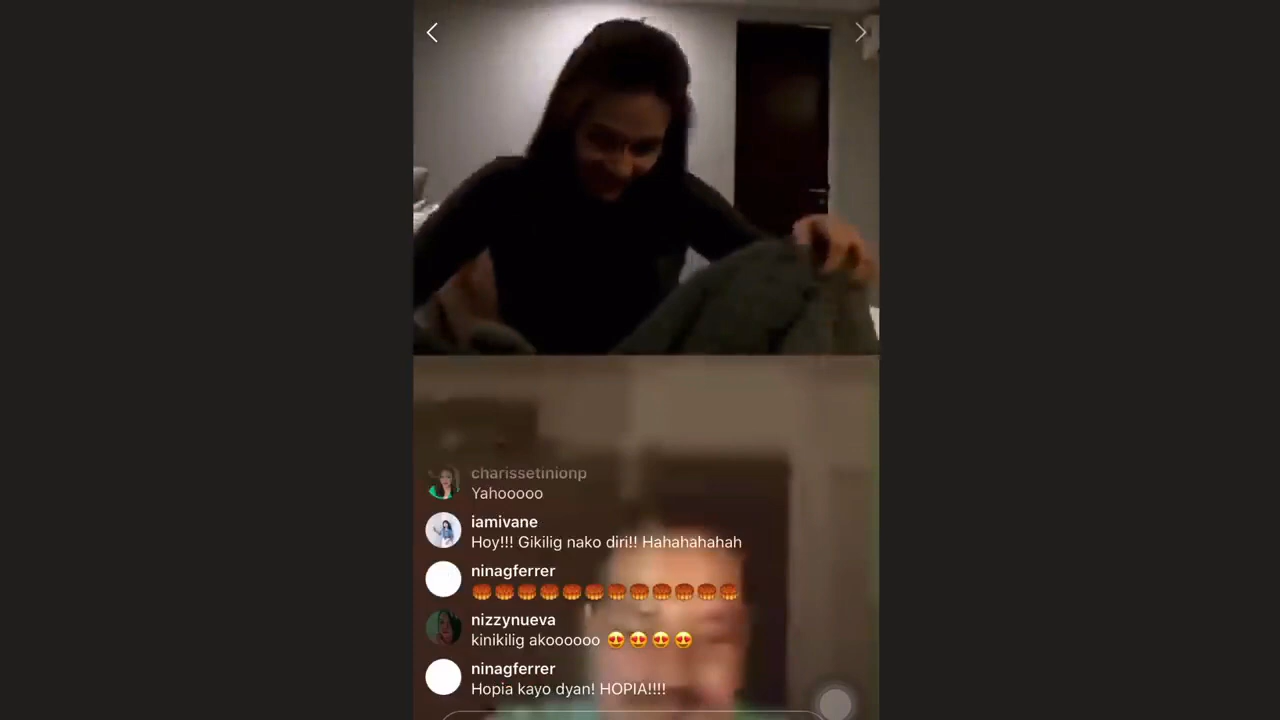 charissetinionp
Yahooooo
iamivane
Hoy!!! Gikilig nako diri!! Hahahahahah
ninagferrer
🥮🥮🥮🥮🥮🥮🥮🥮🥮🥮🥮🥮
nizzynueva
kinikilig akoooooo 😍😍😍😍
ninagferrer
Hopia kayo dyan! HOPIA!!!!